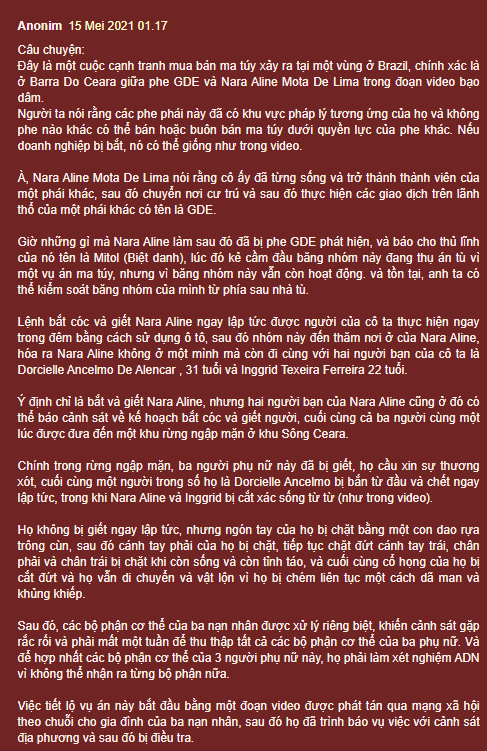 Anonim 15 Mei 2021 01.17
Câu chuyện:
Đây là một cuộc cạnh tranh mua bán ma túy xảy ra tại một vùng ở Brazil, chính xác là
ở Barra Do Ceara giữa phe GDE và Nara Aline Mota De Lima trong đoạn video bạo
dâm.
Người ta nói rằng các phe phái này đã có khu vực pháp lý tương ứng của họ và không
phe nào khác có thể bán hoặc buôn bán ma túy dưới quyền lực của phe khác. Nếu
doanh nghiệp bị bắt, nó có thể giống như trong video.
À, Nara Aline Mota De Lima nói rằng cô ấy đã từng sống và trở thành thành viên của
một phái khác, sau đó chuyển nơi cư trú và sau đó thực hiện các giao dịch trên lãnh
thổ của một phái khác có tên là GDE.
Giờ những gì mà Nara Aline làm sau đó đã bị phe GDE phát hiện, và báo cho thủ lĩnh
của nó tên là Mitol (Biệt danh), lúc đó kẻ cầm đầu băng nhóm này đang thụ án tù vì
một vụ án ma túy, nhưng vì băng nhóm này vẫn còn hoạt động. và tồn tại, anh ta có
thể kiểm soát băng nhóm của mình từ phía sau nhà tù.
Lệnh bắt cóc và giết Nara Aline ngay lập tức được người của cô ta thực hiện ngay
trong đêm bằng cách sử dụng ô tô, sau đó nhóm này đến thăm nơi ở của Nara Aline,
hóa ra Nara Aline không ở một mình mà còn đi cùng với hai người bạn của cô ta là
Dorcielle Ancelmo De Alencar , 31 tuổi và Inggrid Texeira Ferreira 22 tuổi.
Ý định chỉ là bắt và giết Nara Aline, nhưng hai người bạn của Nara Aline cũng ở đó có
thể báo cảnh sát về kế hoạch bắt cóc và giết người, cuối cùng cả ba người cùng một
lúc được đưa đến một khu rừng ngập mặn ở khu Sông Ceara.
Chính trong rừng ngập mặn, ba người phụ nữ này đã bị giết, họ cầu xin sự thương
xót, cuối cùng một người trong số họ là Dorcielle Ancelmo bị bắn từ đầu và chết ngay
lập tức, trong khi Nara Aline và Inggrid bị cắt xác sống từ từ (như trong video).
Họ không bị giết ngay lập tức, nhưng ngón tay của họ bị chặt bằng một con dao rựa
trông cùn, sau đó cánh tay phải của họ bị chặt, tiếp tục chặt đứt cánh tay trái, chân
phải và chân trái bị chặt khi còn sống và còn tỉnh táo, và cuối cùng cổ họng của họ bị
cắt đứt và họ vẫn di chuyển và vật lộn vì họ bị chém liên tục một cách dã man và
khủng khiếp.
Sau đó, các bộ phận cơ thể của ba nạn nhân được xử lý riêng biệt, khiến cảnh sát gặp
rắc rối và phải mất một tuần để thu thập tất cả các bộ phận cơ thể của ba phụ nữ. Và
để hợp nhất các bộ phận cơ thể của 3 người phụ nữ này, họ phải làm xét nghiệm ADN
vì không thể nhận ra từng bộ phận nữa.
Việc tiết lộ vụ án này bắt đầu bằng một đoạn video được phát tán qua mạng xã hội
theo chuỗi cho gia đình của ba nạn nhân, sau đó họ đã trình báo vụ việc với cảnh sát
địa phương và sau đó bị điều tra.